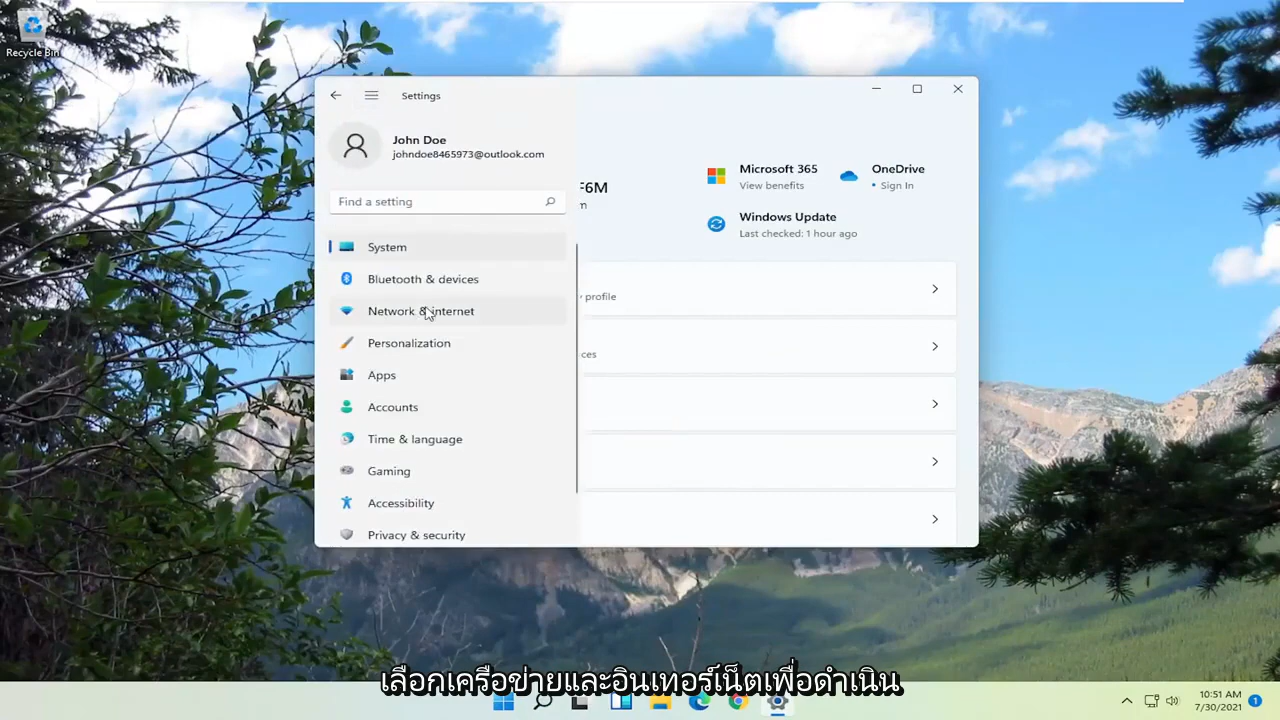 Recycle Bin
Settings
John Doe
johndoe8465973@outlook.com
Find a setting
System
Bluetooth & devices
Network & internet
Personalization
Apps
Accounts
Time & language
Gaming
Accessibility
Privacy & security
F6M
Microsoft 365
View benefits
OneDrive
• Sign In
Windows Update
Last checked: 1 hour ago
profile
เลือกเครือข่ายและอินเทอร์เน็ตเพื่อดําเนิน
10:51 AM
7/30/2021
1